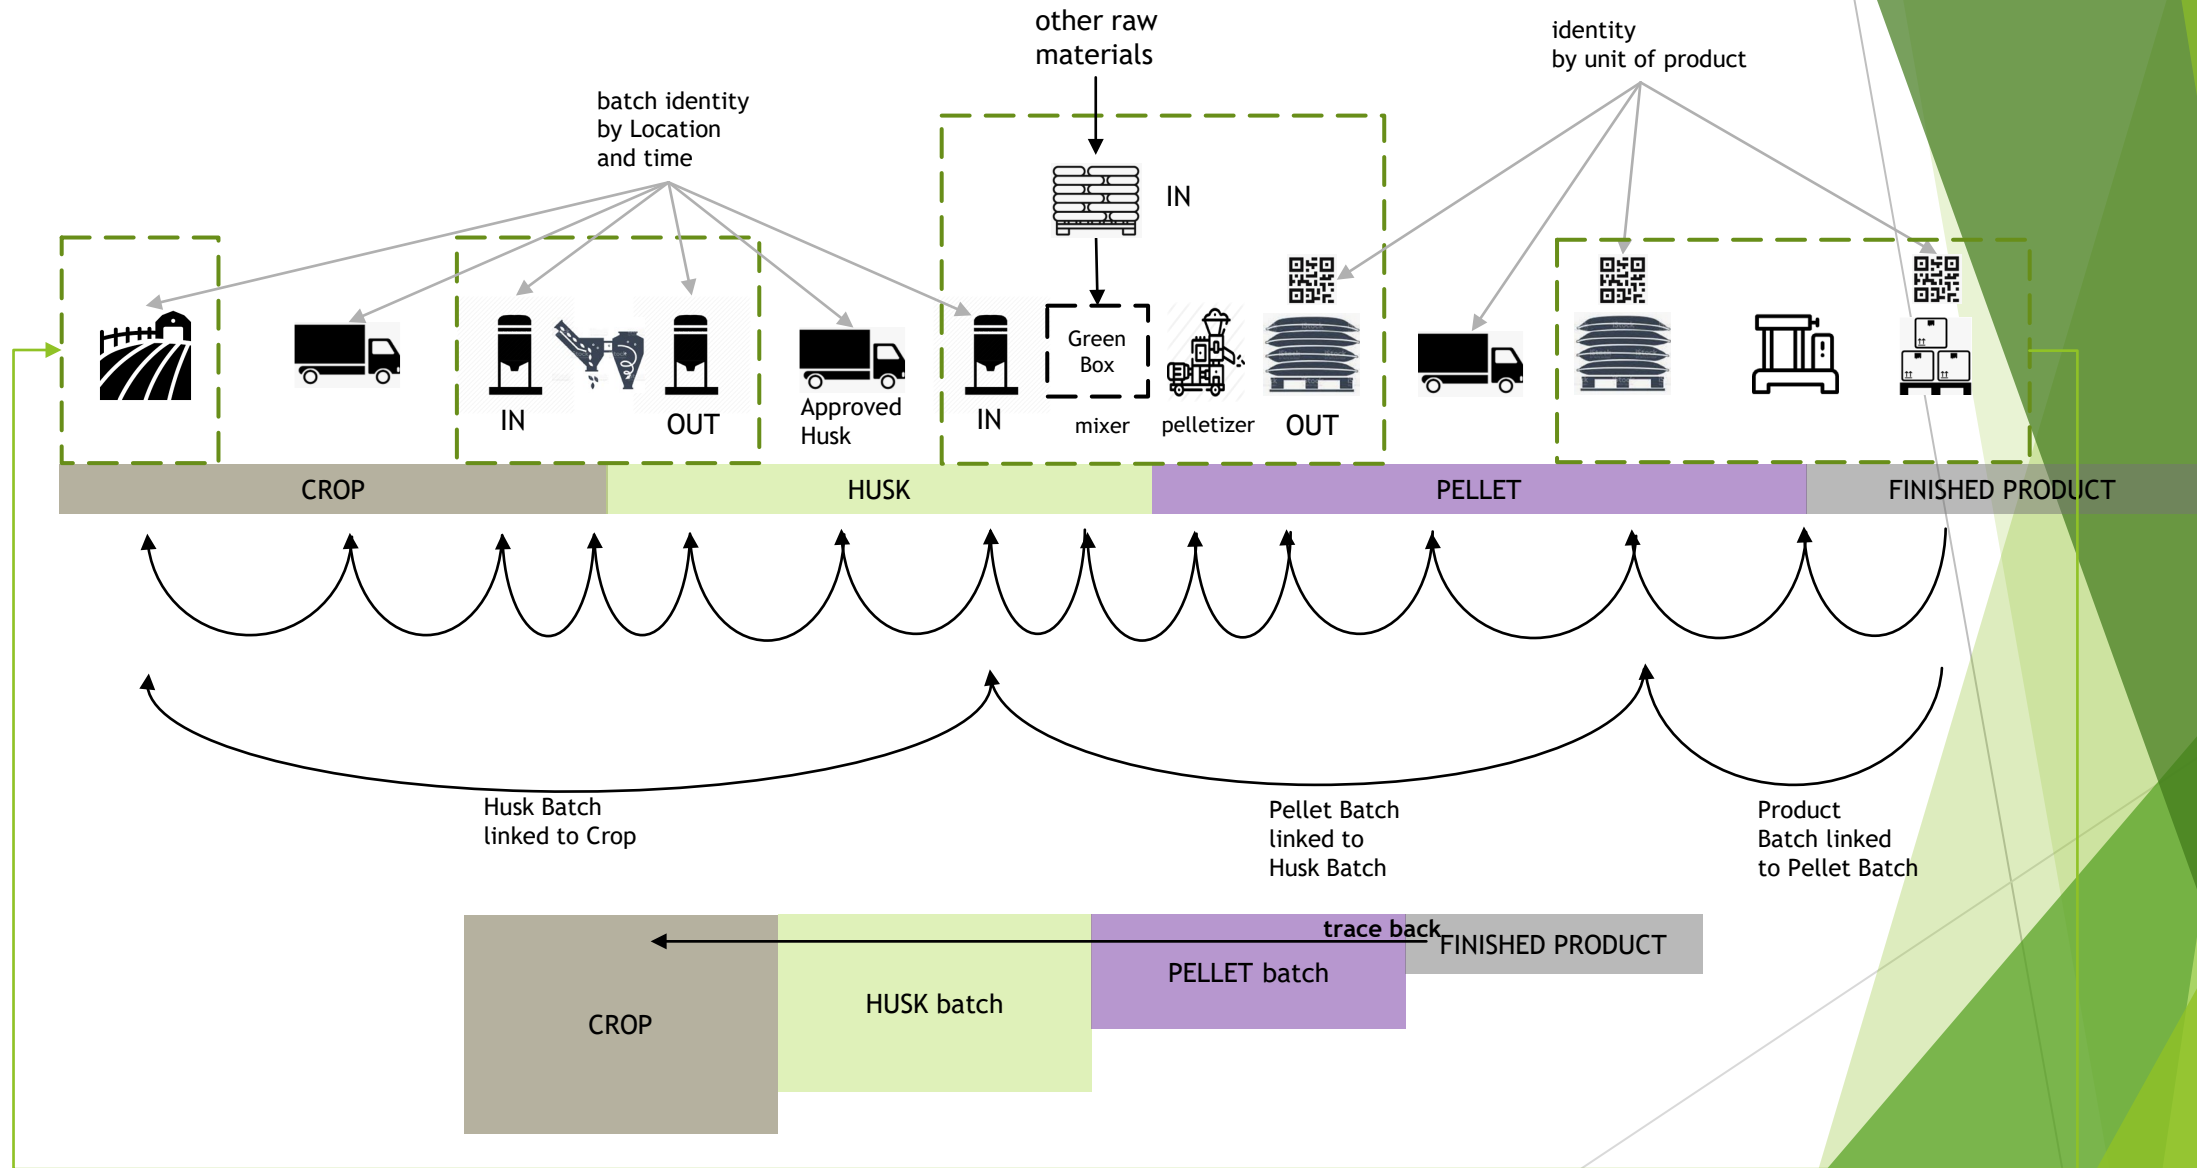 other raw
materials
identity
by unit of product
batch identity
by Location
and time
IN
Green
Box
IN
OUT
Approved
Husk
IN
mixer
pelletizer
OUT
CROP
HUSK
PELLET
FINISHED PRODUCT
Husk Batch
linked to Crop
Pellet Batch
linked to
Husk Batch
Product
Batch linked
to Pellet Batch
trace back
FINISHED PRODUCT
PELLET batch
HUSK batch
CROP